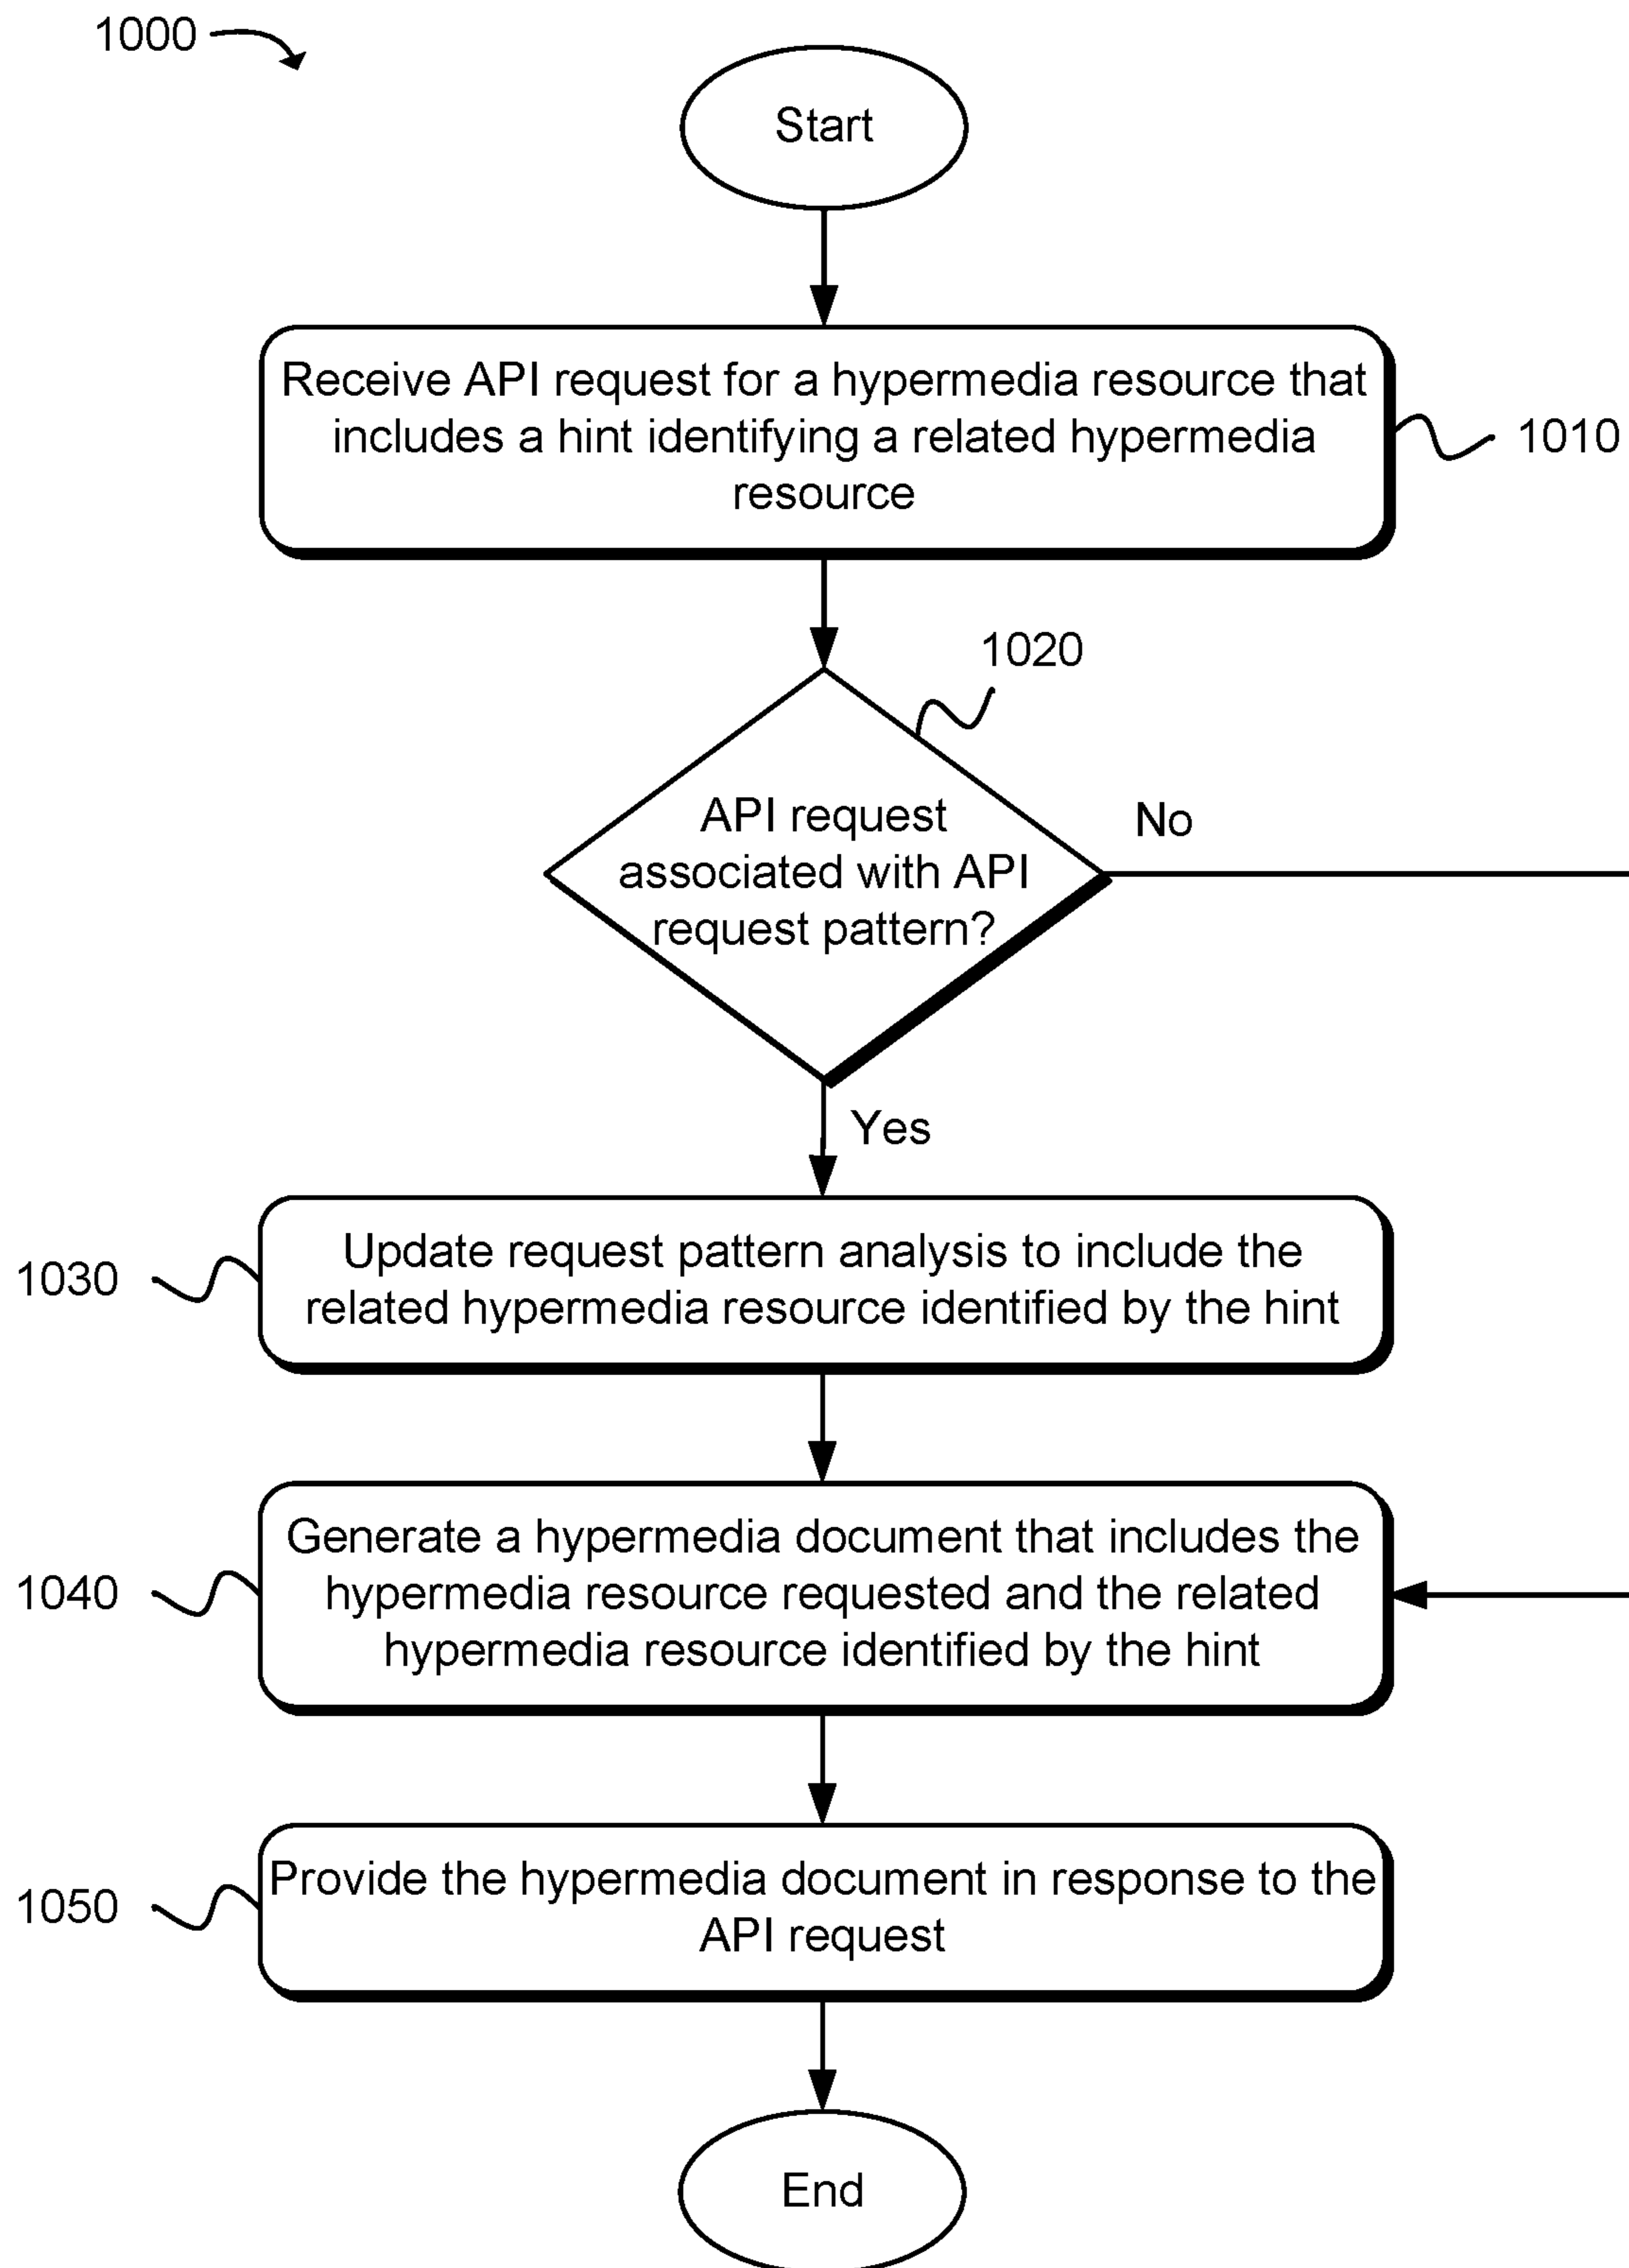 1000
Start
Receive API request for a hypermedia resource that
includes a hint identifying a related hypermedia
resource
1010
1020
API request
associated with API
request pattern?
No
Yes
1030
Update request pattern analysis to include the
related hypermedia resource identified by the hint
1040
Generate a hypermedia document that includes the
hypermedia resource requested and the related
hypermedia resource identified by the hint
1050
Provide the hypermedia document in response to the
API request
End